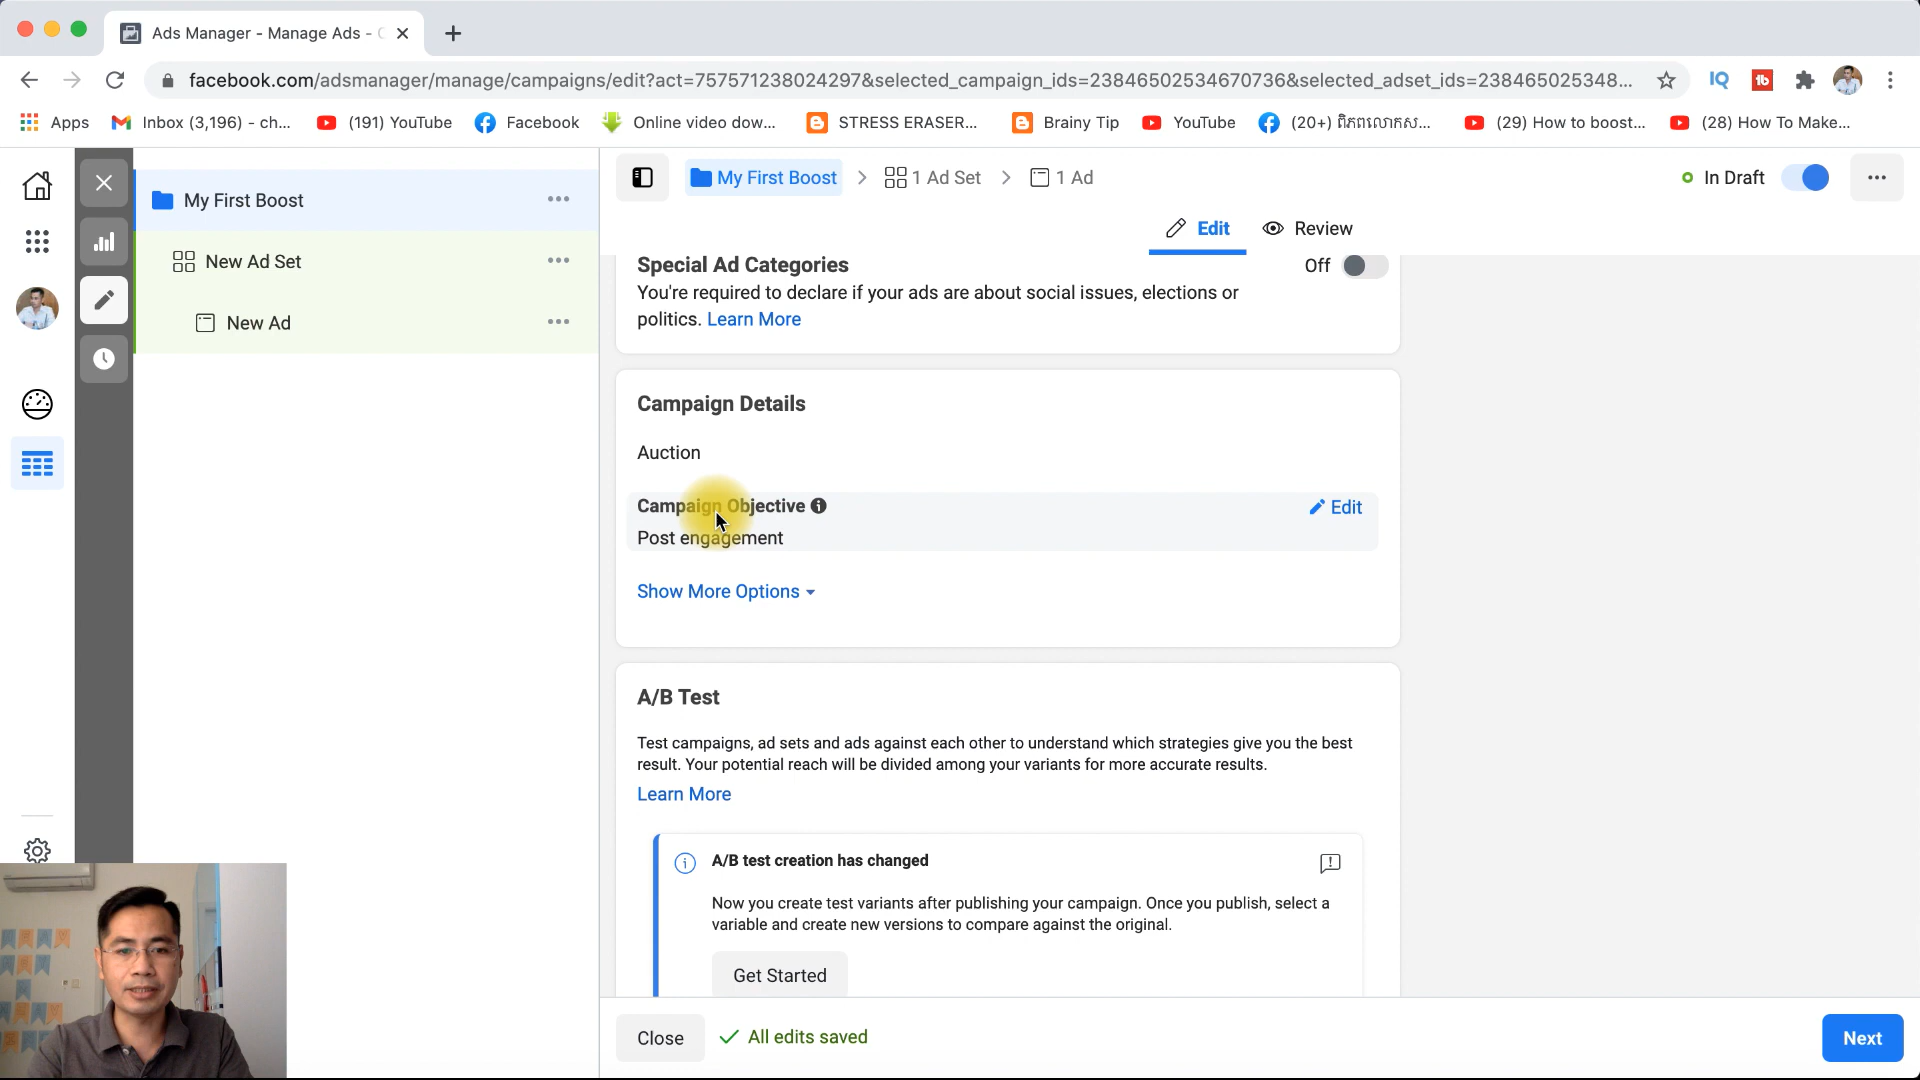 Ads Manager - Manage Ads - C
facebook.com/adsmanager/manage/campaigns/edit?act=757571238024297&selected_campaign_ids=23846502534670736&selected_adset_ids=238465025348...
Apps
Inbox (3,196) - ch...
(191) YouTube
Facebook
Online video dow...
STRESS ERASER...
Brainy Tip
YouTube
(20+) ពិភពលោកស...
(29) How to boost...
(28) How To Make...
My First Boost
New Ad Set
New Ad
My First Boost
1 Ad Set
1 Ad
In Draft
Edit
Review
Special Ad Categories
Off
You're required to declare if your ads are about social issues, elections or
politics. Learn More
Campaign Details
Auction
Campaign Objective
Edit
Post engagement
Show More Options
A/B Test
Test campaigns, ad sets and ads against each other to understand which strategies give you the best
result. Your potential reach will be divided among your variants for more accurate results.
Learn More
A/B test creation has changed
Now you create test variants after publishing your campaign. Once you publish, select a
variable and create new versions to compare against the original.
Get Started
Close
All edits saved
Next